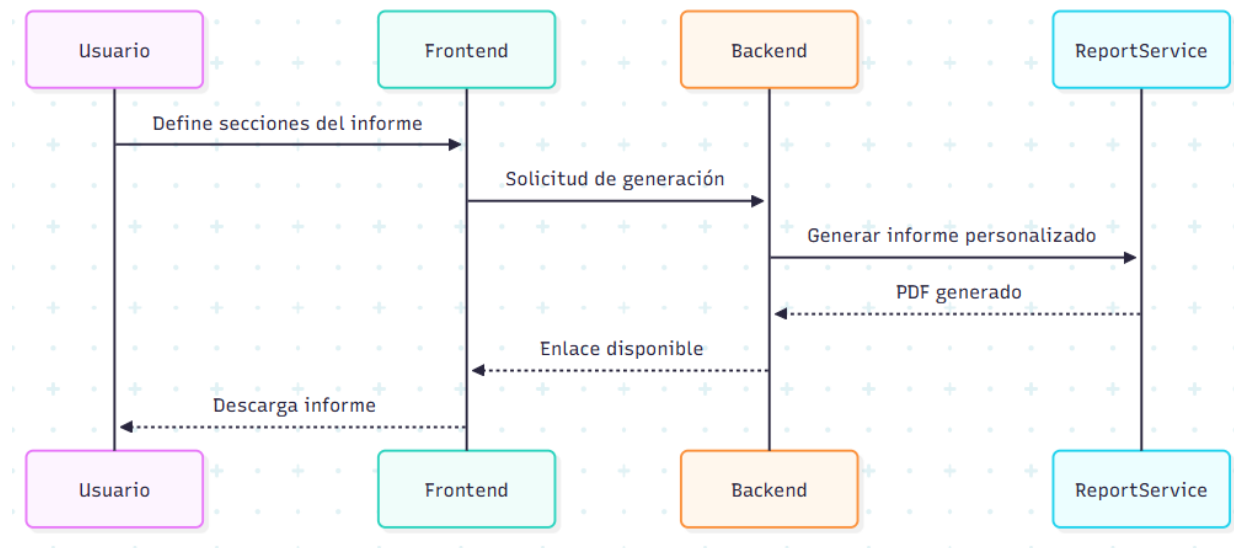 Usuario
Frontend
Backend
ReportService
Define secciones del informe
Solicitud de generación
Generar informe personalizado
PDF generado
Enlace disponible
Descarga informe
Usuario
Frontend
Backend
ReportService